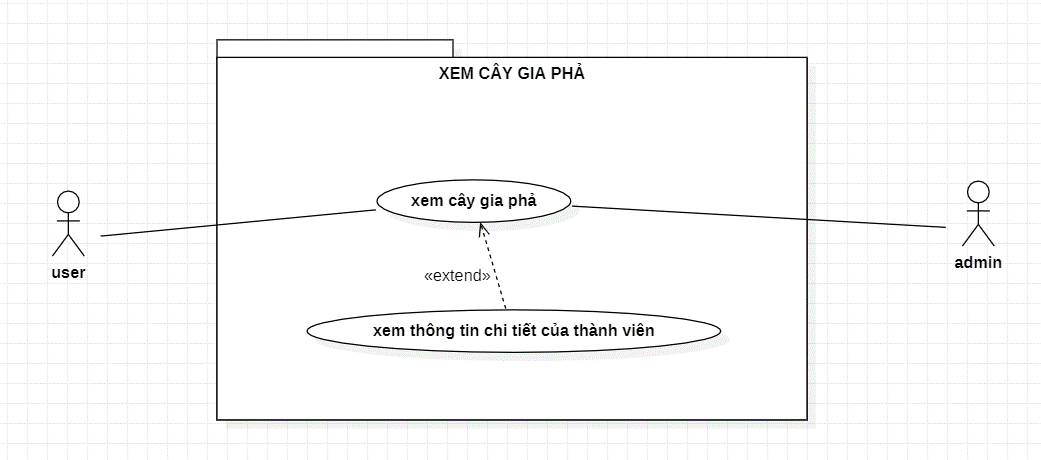 XEM CÂY GIA PHẢ
xem cây gia phả
user
admin
«extend»
xem thông tin chi tiết của thành viên